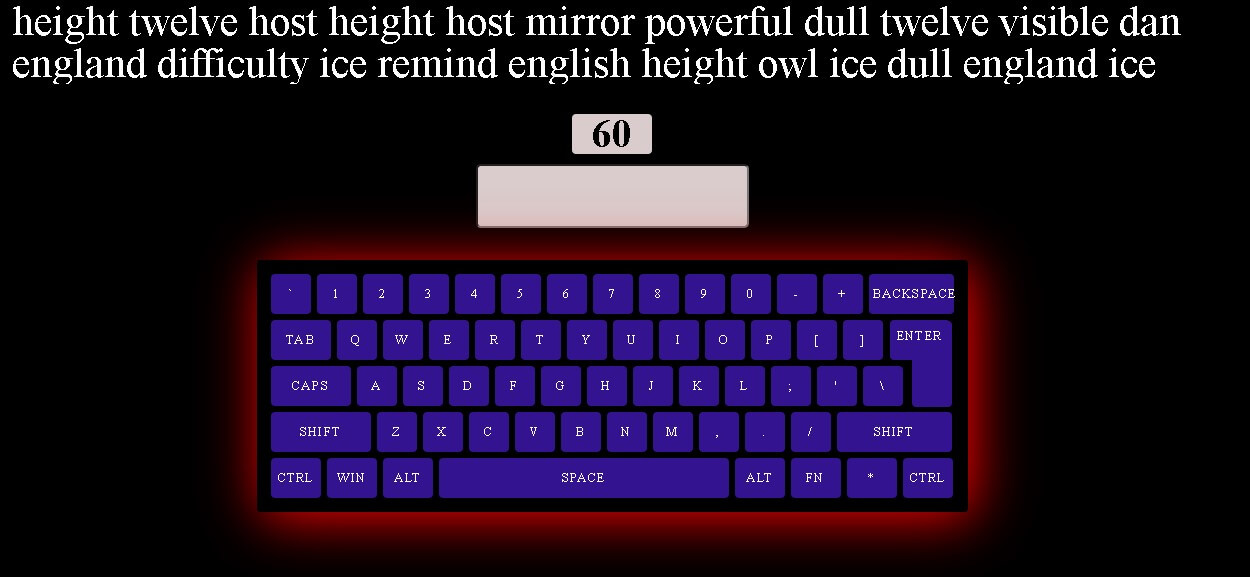 height twelve host height host mirror powerful dull twelve visible dan
england difficulty ice remind english height owl ice dull england ice
60
` 1 2 3 4 5 6 7 8 9 0 - + BACKSPACE
TAB Q W E R T Y U I O P [ ] ENTER
CAPS A S D F G H J K L ; ' \
SHIFT Z X C V B N M , . / SHIFT
CTRL WIN ALT SPACE ALT FN * CTRL